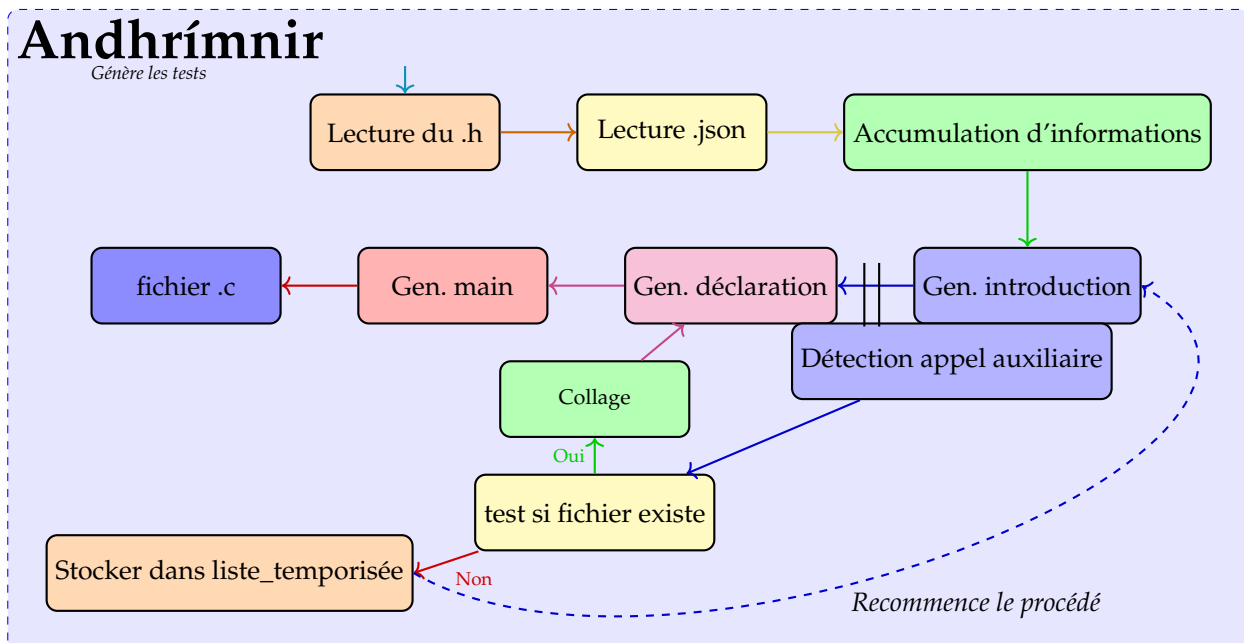 Andhrímnir
Génère les tests
Lecture du .h
Lecture .json
Accumulation d'informations
fichier .c
Gen. main
Gen. déclaration
Gen. introduction
Détection appel auxiliaire
Collage
Oui
test si fichier existe
Stocker dans liste_temporisée
Non
Recommence le procédé